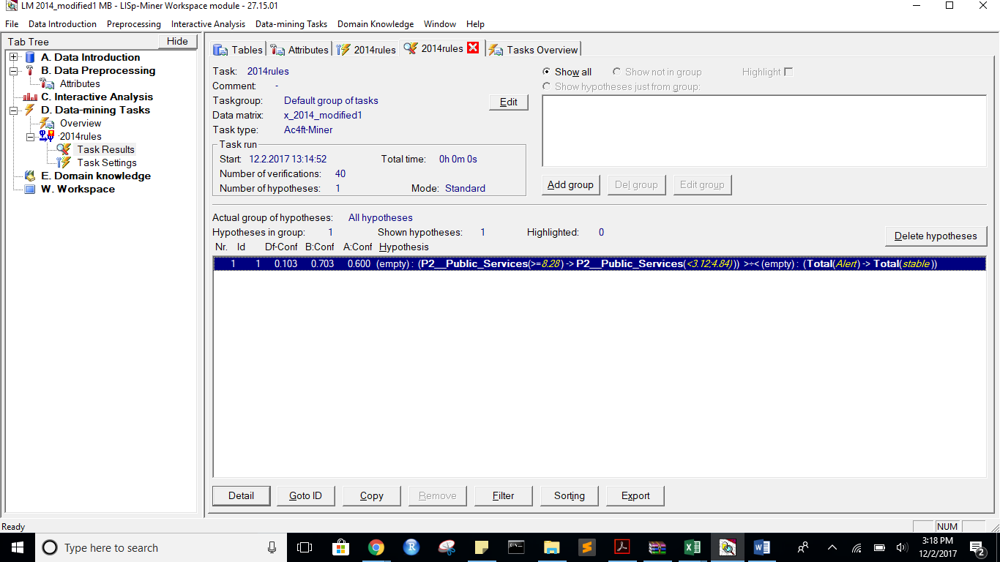 LM 2014_modified1 MB - LISp-Miner Workspace module - 27.15.01
File Data Introduction Preprocessing Interactive Analysis Data-mining Tasks Domain Knowledge Window Help
Tab Tree Hide
A. Data Introduction
B. Data Preprocessing
Attributes
C. Interactive Analysis
D. Data-mining Tasks
Overview
2014rules
Task Results
Task Settings
E. Domain knowledge
W. Workspace
Tables Attributes 2014rules 2014rules Tasks Overview
Task: 2014rules
Comment: -
Taskgroup: Default group of tasks
Edit
Data matrix: x_2014_modified1
Task type: Ac4ft-Miner
Task run
Start: 12.2.2017 13:14:52 Total time: 0h 0m 0s
Number of verifications: 40
Number of hypotheses: 1 Mode: Standard
Show all Show not in group Highlight
Show hypotheses just from group:
Add group Del group Edit group
Actual group of hypotheses: All hypotheses
Hypotheses in group: 1 Shown hypotheses: 1 Highlighted: 0
Delete hypotheses
Nr. Id Df-Conf B:Conf A:Conf Hypothesis
1 1 0.103 0.703 0.600 (empty) : (P2__Public_Services(>=8.28) -> P2__Public_Services(<3.12;4.84))) >÷< (empty) : (Total(Alert) -> Total(stable))
Detail Goto ID Copy Remove Filter Sorting Export
Ready NUM
Type here to search
3:18 PM
12/2/2017
2